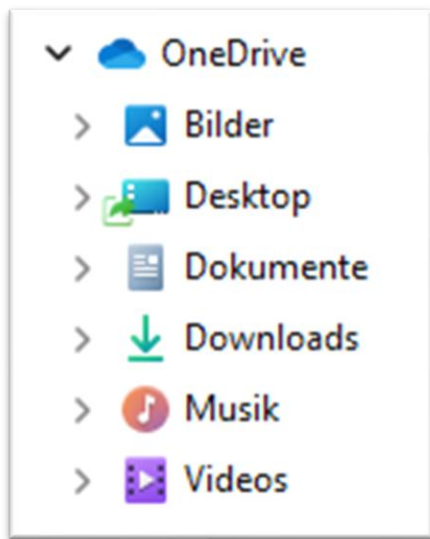 OneDrive
Bilder
Desktop
Dokumente
Downloads
Musik
Videos